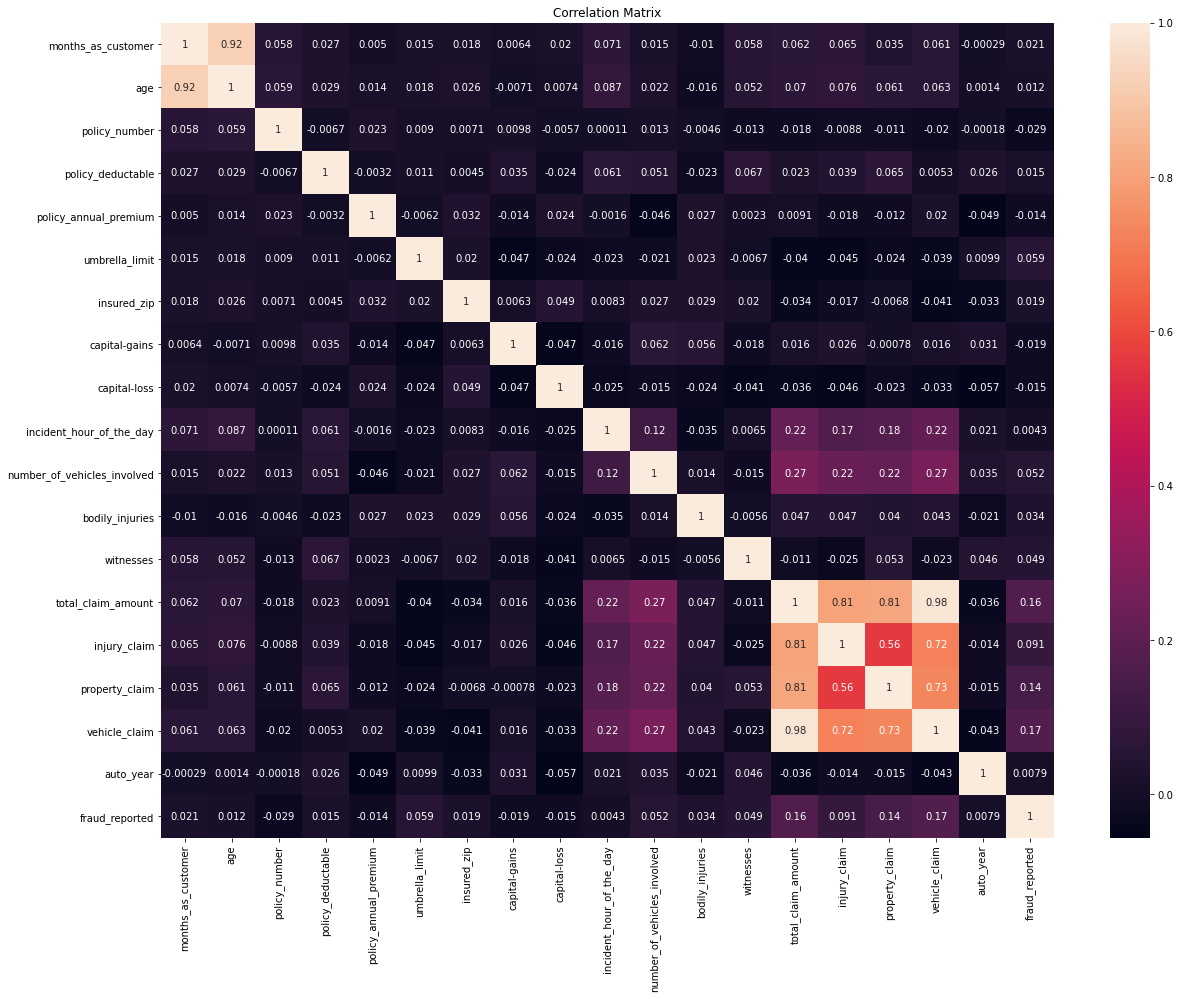 Correlation Matrix
months_as_customer 1 0.92 0.058 0.027 0.005 0.015 0.018 0.0064 0.02 0.071 0.015 -0.01 0.058 0.062 0.065 0.035 0.061 -0.00029 0.021
age 0.92 1 0.059 0.029 0.014 0.018 0.026 -0.0071 0.0074 0.087 0.022 -0.016 0.052 0.07 0.076 0.061 0.063 0.0014 0.012
policy_number 0.058 0.059 1 -0.0067 0.023 0.009 0.0071 0.0098 -0.0057 0.00011 0.013 -0.0046 -0.013 -0.018 -0.0088 -0.011 -0.02 -0.00018 -0.029
policy_deductable 0.027 0.029 -0.0067 1 -0.0032 0.011 0.0045 0.035 -0.024 0.061 0.051 -0.023 0.067 0.023 0.039 0.065 0.0053 0.026 0.015
policy_annual_premium 0.005 0.014 0.023 -0.0032 1 -0.0062 0.032 -0.014 0.024 -0.0016 -0.046 0.027 0.0023 0.0091 -0.018 -0.012 0.02 -0.049 -0.014
umbrella_limit 0.015 0.018 0.009 0.011 -0.0062 1 0.02 -0.047 -0.024 -0.023 -0.021 0.023 -0.0067 -0.04 -0.045 -0.024 -0.039 0.0099 0.059
insured_zip 0.018 0.026 0.0071 0.0045 0.032 0.02 1 0.0063 0.049 0.0083 0.027 0.029 0.02 -0.034 -0.017 -0.0068 -0.041 -0.033 0.019
capital-gains 0.0064 -0.0071 0.0098 0.035 -0.014 -0.047 0.0063 1 -0.047 -0.016 0.062 0.056 -0.018 0.016 0.026 -0.00078 0.016 0.031 -0.019
capital-loss 0.02 0.0074 -0.0057 -0.024 0.024 -0.024 0.049 -0.047 1 -0.025 -0.015 -0.024 -0.041 -0.036 -0.046 -0.023 -0.033 -0.057 -0.015
incident_hour_of_the_day 0.071 0.087 0.00011 0.061 -0.0016 -0.023 0.0083 -0.016 -0.025 1 0.12 -0.035 0.0065 0.22 0.17 0.18 0.22 0.021 0.0043
number_of_vehicles_involved 0.015 0.022 0.013 0.051 -0.046 -0.021 0.027 0.062 -0.015 0.12 1 0.014 -0.015 0.27 0.22 0.22 0.27 0.035 0.052
bodily_injuries -0.01 -0.016 -0.0046 -0.023 0.027 0.023 0.029 0.056 -0.024 -0.035 0.014 1 -0.0056 0.047 0.047 0.04 0.043 -0.021 0.034
witnesses 0.058 0.052 -0.013 0.067 0.0023 -0.0067 0.02 -0.018 -0.041 0.0065 -0.015 -0.0056 1 -0.011 -0.025 0.053 -0.023 0.046 0.049
total_claim_amount 0.062 0.07 -0.018 0.023 0.0091 -0.04 -0.034 0.016 -0.036 0.22 0.27 0.047 -0.011 1 0.81 0.81 0.98 -0.036 0.16
injury_claim 0.065 0.076 -0.0088 0.039 -0.018 -0.045 -0.017 0.026 -0.046 0.17 0.22 0.047 -0.025 0.81 1 0.56 0.72 -0.014 0.091
property_claim 0.035 0.061 -0.011 0.065 -0.012 -0.024 -0.0068 -0.00078 -0.023 0.18 0.22 0.04 0.053 0.81 0.56 1 0.73 -0.015 0.14
vehicle_claim 0.061 0.063 -0.02 0.0053 0.02 -0.039 -0.041 0.016 -0.033 0.22 0.27 0.043 -0.023 0.98 0.72 0.73 1 -0.043 0.17
auto_year -0.00029 0.0014 -0.00018 0.026 -0.049 0.0099 -0.033 0.031 -0.057 0.021 0.035 -0.021 0.046 -0.036 -0.014 -0.015 -0.043 1 0.0079
fraud_reported 0.021 0.012 -0.029 0.015 -0.014 0.059 0.019 -0.019 -0.015 0.0043 0.052 0.034 0.049 0.16 0.091 0.14 0.17 0.0079 1
months_as_customer
age
policy_number
policy_deductable
policy_annual_premium
umbrella_limit
insured_zip
capital-gains
capital-loss
incident_hour_of_the_day
number_of_vehicles_involved
bodily_injuries
witnesses
total_claim_amount
injury_claim
property_claim
vehicle_claim
auto_year
fraud_reported
1.0
0.8
0.6
0.4
0.2
0.0